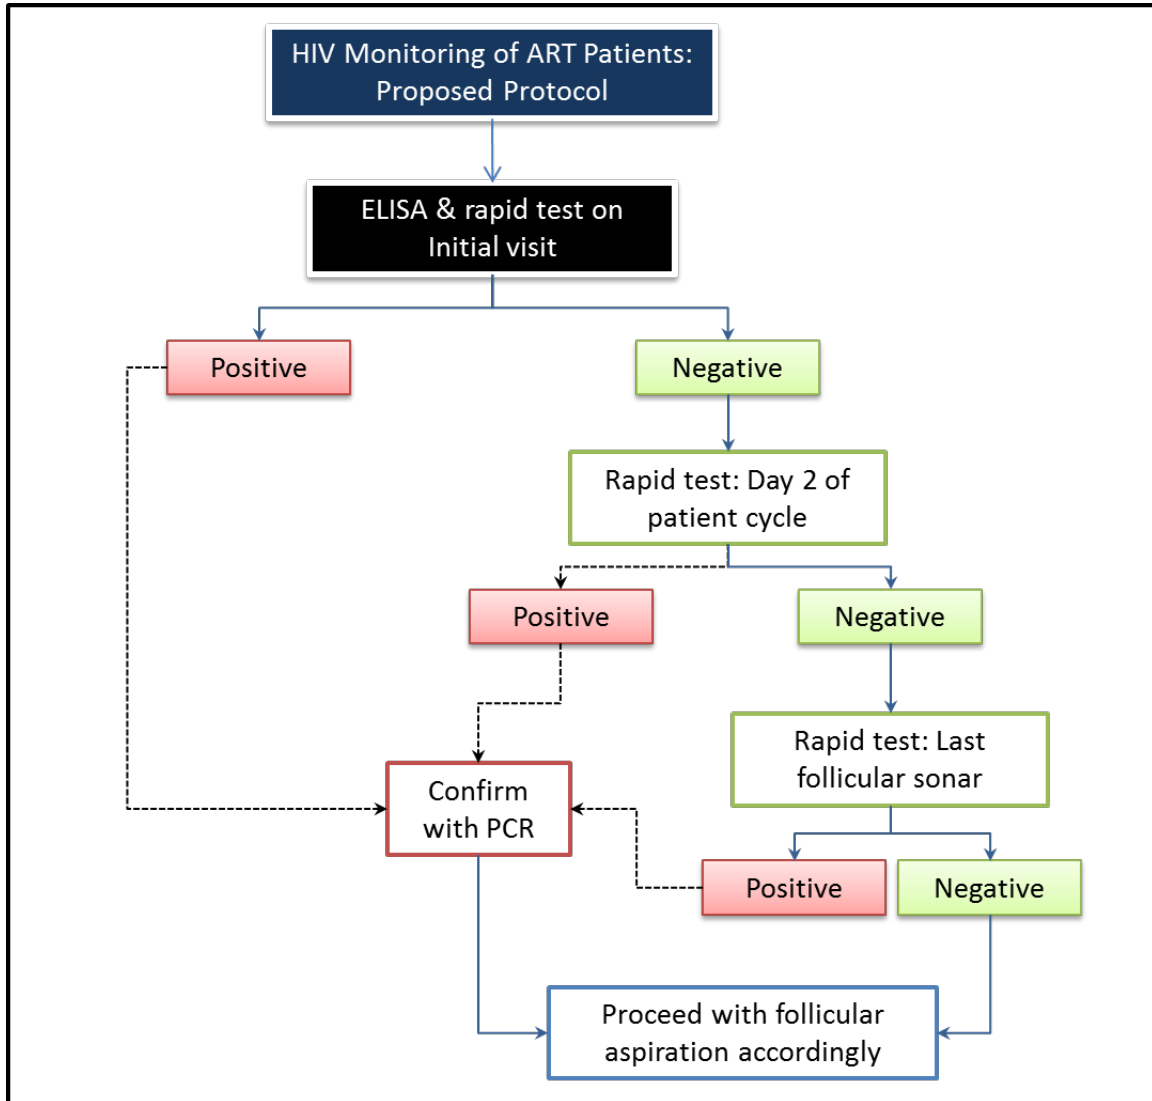 HIV Monitoring of ART Patients:
Proposed Protocol
ELISA & rapid test on
Initial visit
Positive
Negative
Rapid test: Day 2 of
patient cycle
Positive
Negative
Rapid test: Last
follicular sonar
Confirm
with PCR
Positive
Negative
Proceed with follicular
aspiration accordingly